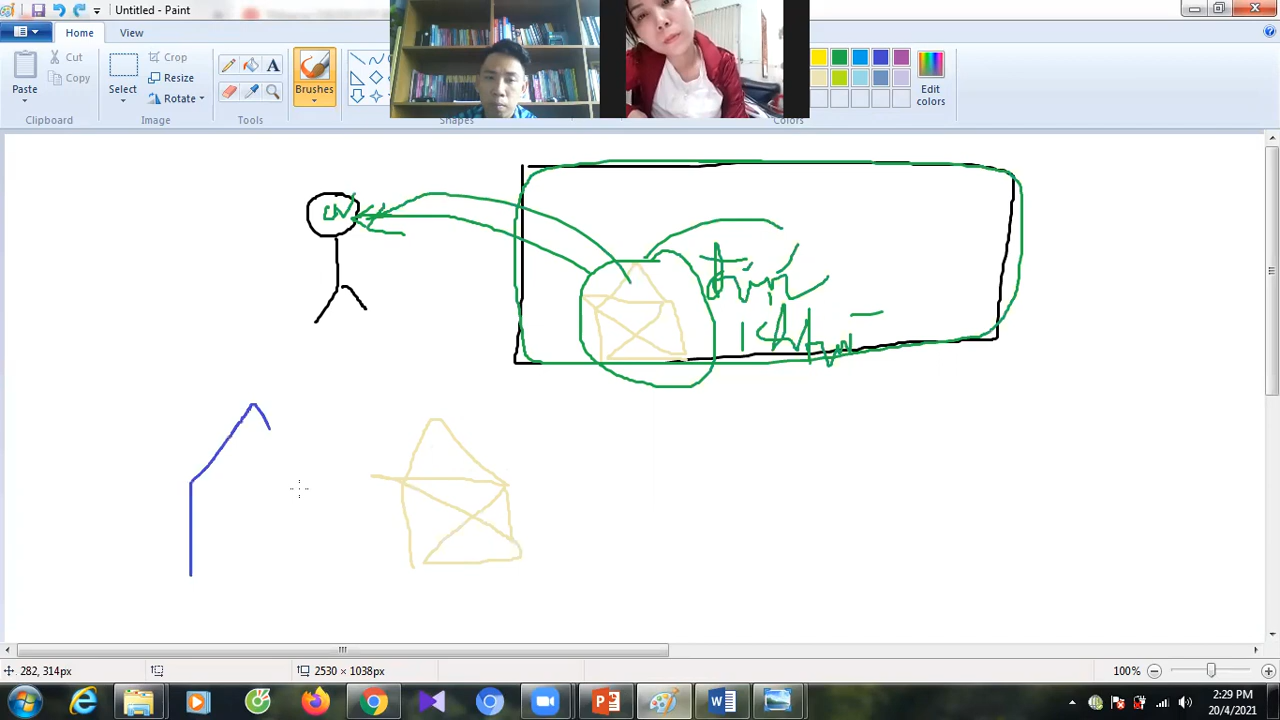 Untitled - Paint
Home
View
Paste
Cut
Copy
Clipboard
Select
Crop
Resize
Rotate
Image
Tools
A
Brushes
Shapes
Edit
colors
Colors
CN
282, 314px
2530 × 1038px
100%
2:29 PM
20/4/2021